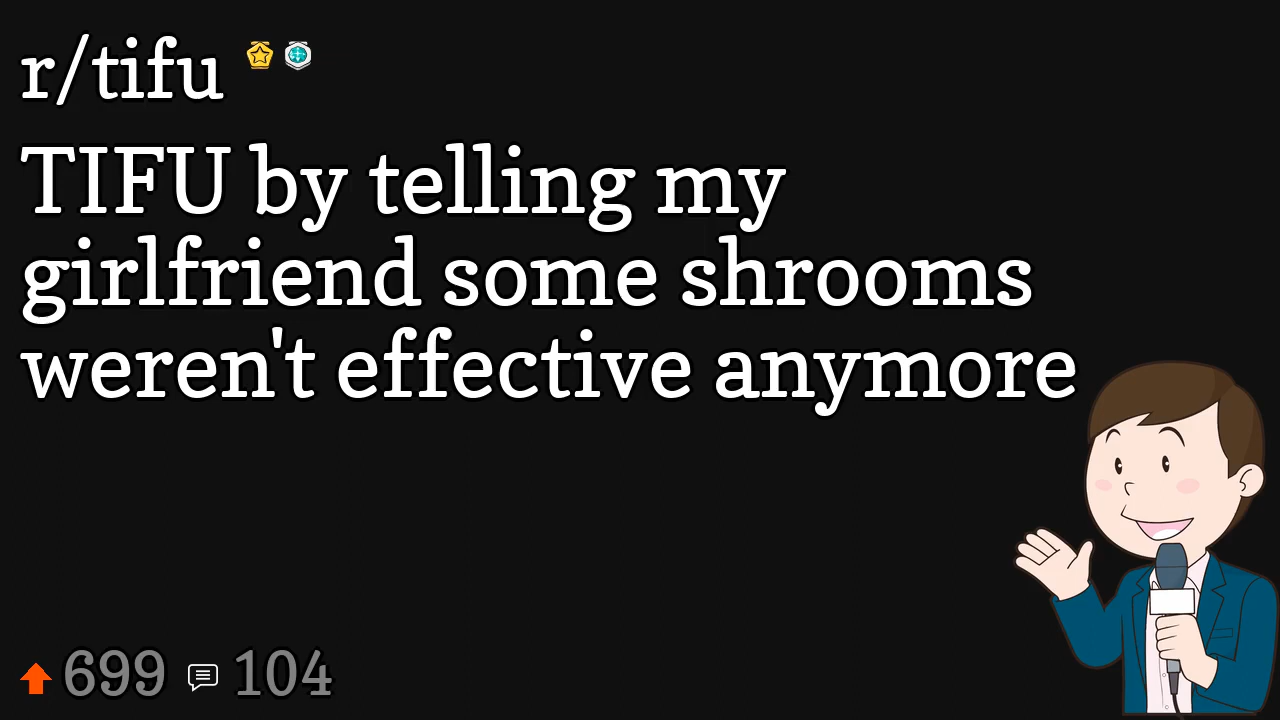 r/tifu
TIFU by telling my
girlfriend some shrooms
weren't effective anymore
699 104